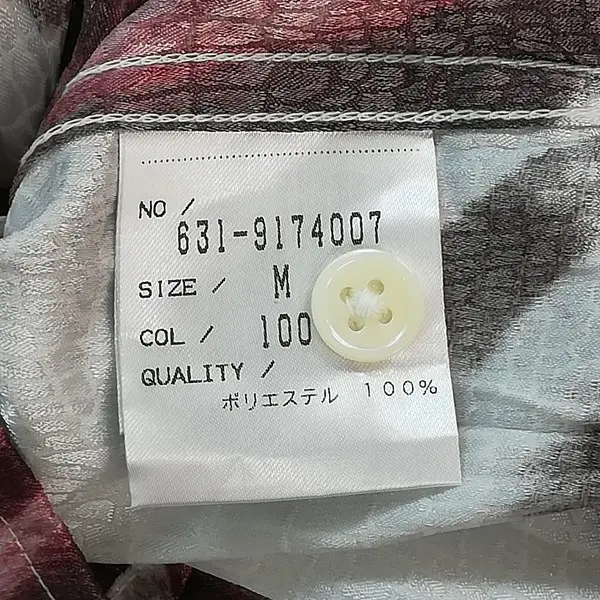 NO /
631-9174007
SIZE / M
COL / 100
QUALITY /
ポリエステル 100%